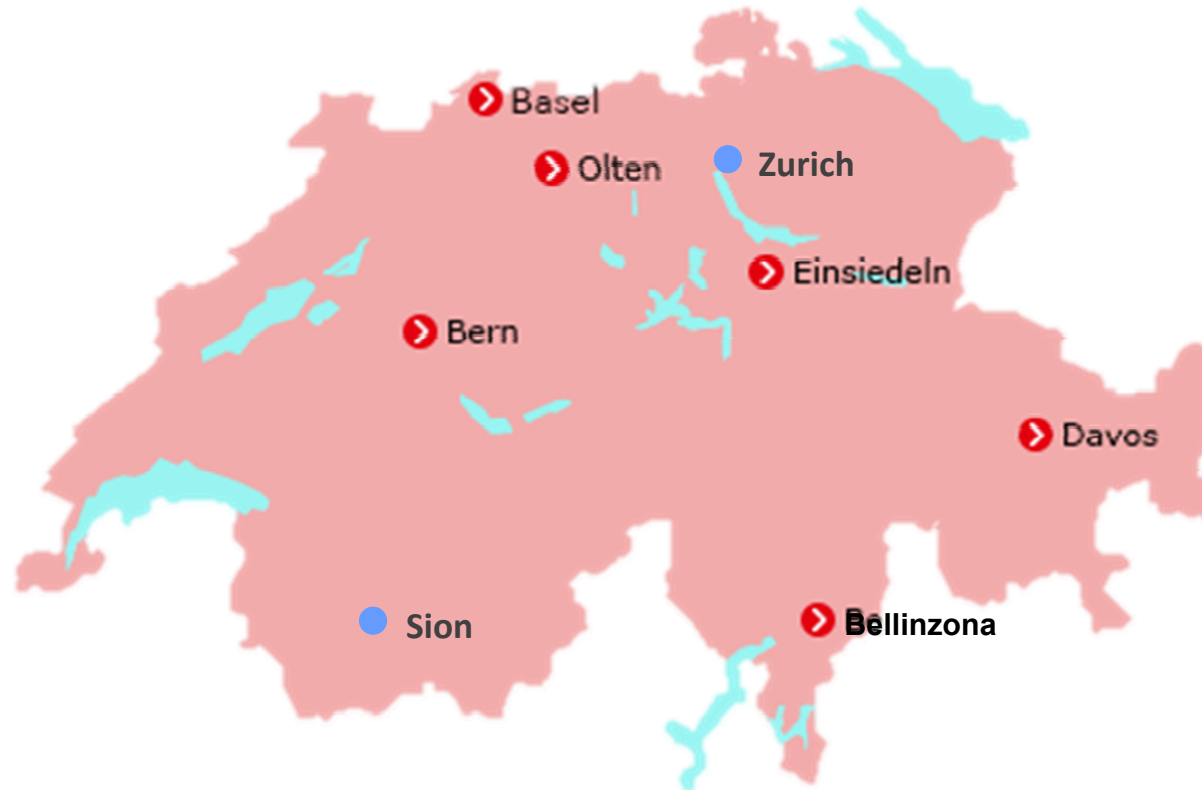 Basel
Olten
Zurich
Einsiedeln
Bern
Davos
Sion
Bellinzona